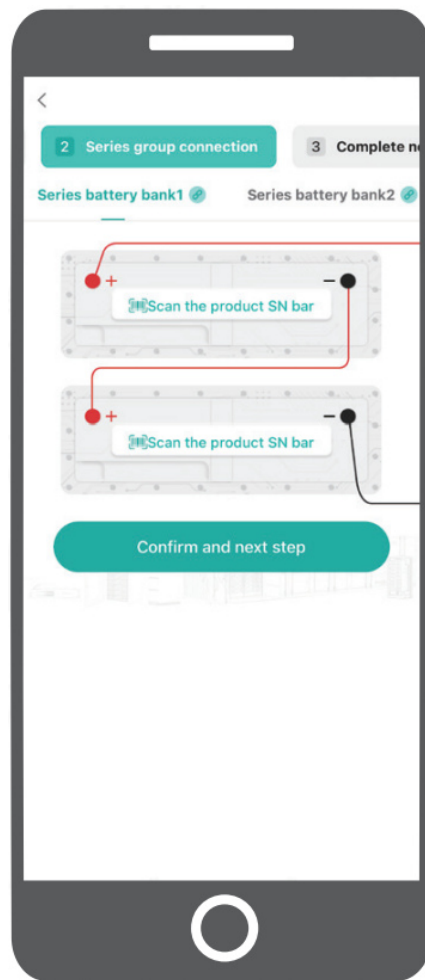 2 Series group connection 3 Complete
Series battery bank1 Series battery bank2
+ −
Scan the product SN bar
+ −
Scan the product SN bar
Confirm and next step